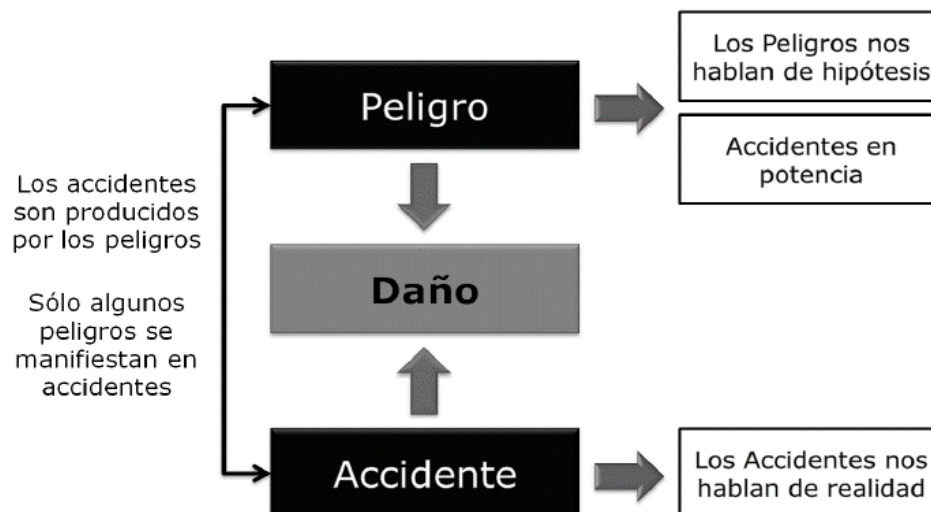 Los Peligros nos
hablan de hipótesis
Peligro
Accidentes en
potencia
Los accidentes
son producidos
por los peligros
Daño
Sólo algunos
peligros se
manifiestan en
accidentes
Accidente
Los Accidentes nos
hablan de realidad